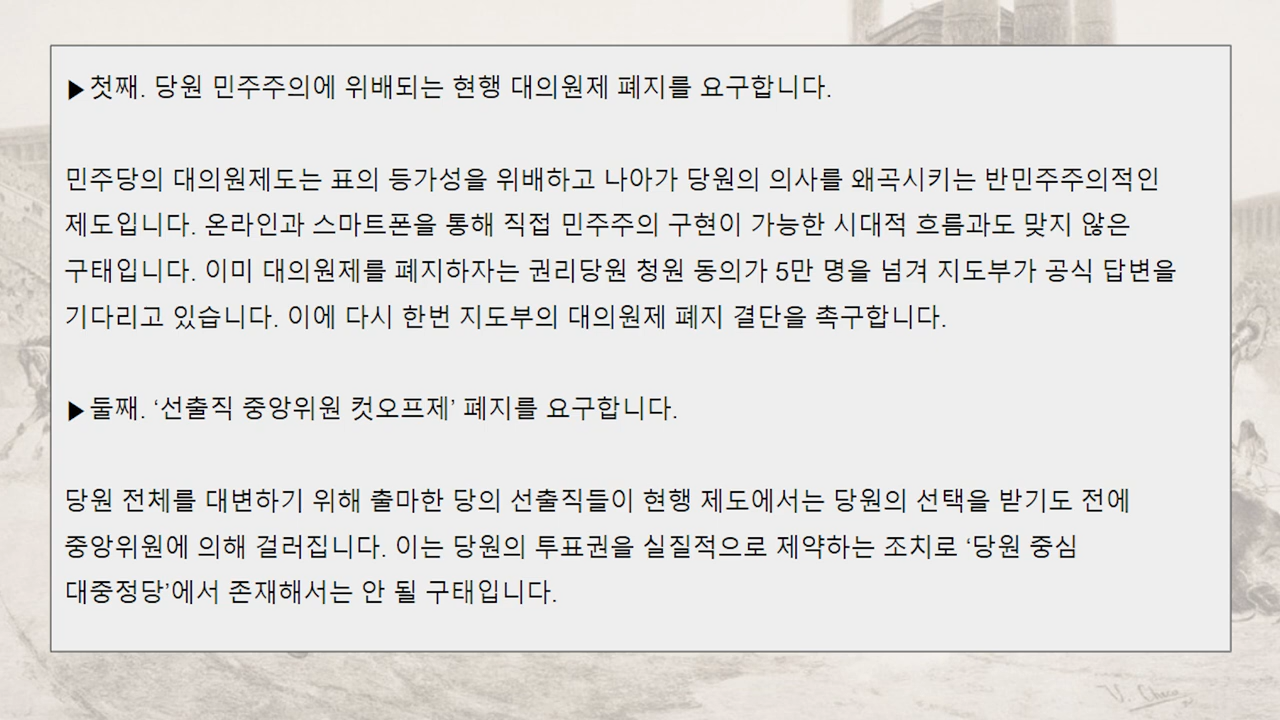 ▶첫째. 당원 민주주의에 위배되는 현행 대의원제 폐지를 요구합니다.
민주당의 대의원제도는 표의 등가성을 위배하고 나아가 당원의 의사를 왜곡시키는 반민주주의적인
제도입니다. 온라인과 스마트폰을 통해 직접 민주주의 구현이 가능한 시대적 흐름과도 맞지 않은
구태입니다. 이미 대의원제를 폐지하자는 권리당원 청원 동의가 5만 명을 넘겨 지도부가 공식 답변을
기다리고 있습니다. 이에 다시 한번 지도부의 대의원제 폐지 결단을 촉구합니다.
▶둘째. ‘선출직 중앙위원 컷오프제’ 폐지를 요구합니다.
당원 전체를 대변하기 위해 출마한 당의 선출직들이 현행 제도에서는 당원의 선택을 받기도 전에
중앙위원에 의해 걸러집니다. 이는 당원의 투표권을 실질적으로 제약하는 조치로 ‘당원 중심
대중정당’에서 존재해서는 안 될 구태입니다.